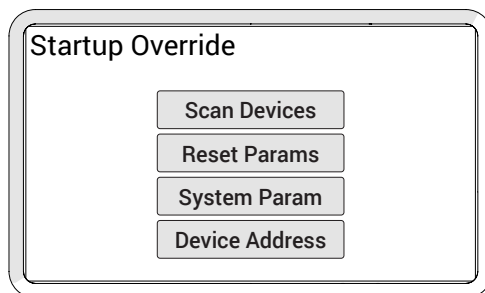 Startup Override
Scan Devices
Reset Params
System Param
Device Address